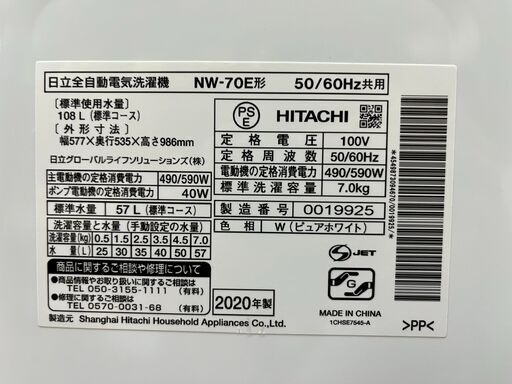 日立全自動電気洗濯機 NW-70E形 50/60Hz共用
〔標準使用水量〕
108L(標準コース)
〔外形寸法〕
幅577×奥行535×高さ986mm
日立グローバルライフソリューションズ(株)
主電動機の定格消費電力 490/590W
ポンプ電動機の定格消費電力 40W
標準水量 57L(標準コース)
洗濯容量と水量(手動設定の水量)
洗濯容量(kg) 0.5 1.5 2.5 3.5 4.5 7.0
水量(L) 25 30 35 40 50 57
商品に関するご相談や修理について
商品情報やお取り扱いに関するご相談
TEL 050-3155-1111(有料)
修理に関するご相談
TEL 0570-0031-68(有料)
製造元 Shanghai Hitachi Household Appliances Co.,Ltd.
2020年製
PS
E
HITACHI
定格電圧 100V
定格周波数 50/60Hz
定格消費電力 490/590W
標準洗濯容量 7.0kg
製造番号 0019925
色相 W(ピュアホワイト)
S-JET
G
MADE IN CHINA
1CHSE7545-A
>PP<
*4549873094670/0019925/*